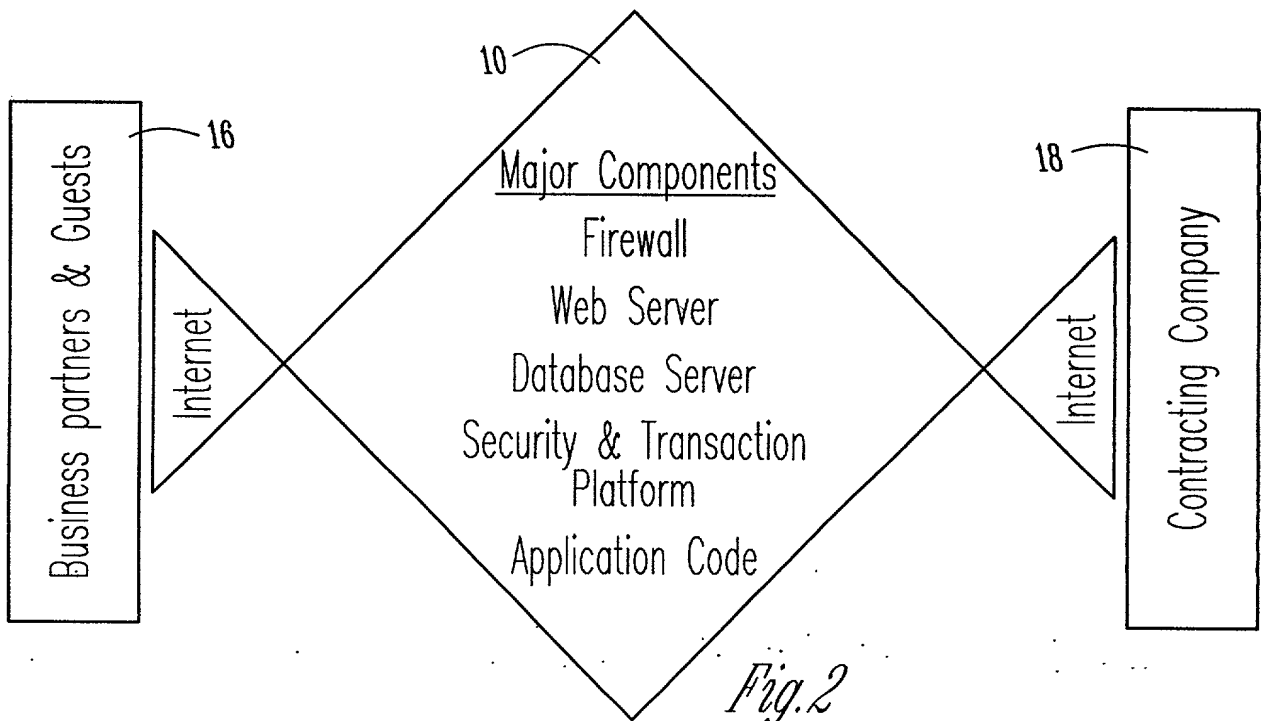 10
16
18
Business partners & Guests
Internet
Major Components
Firewall
Web Server
Database Server
Security & Transaction
Platform
Application Code
Internet
Contracting Company
Fig.2